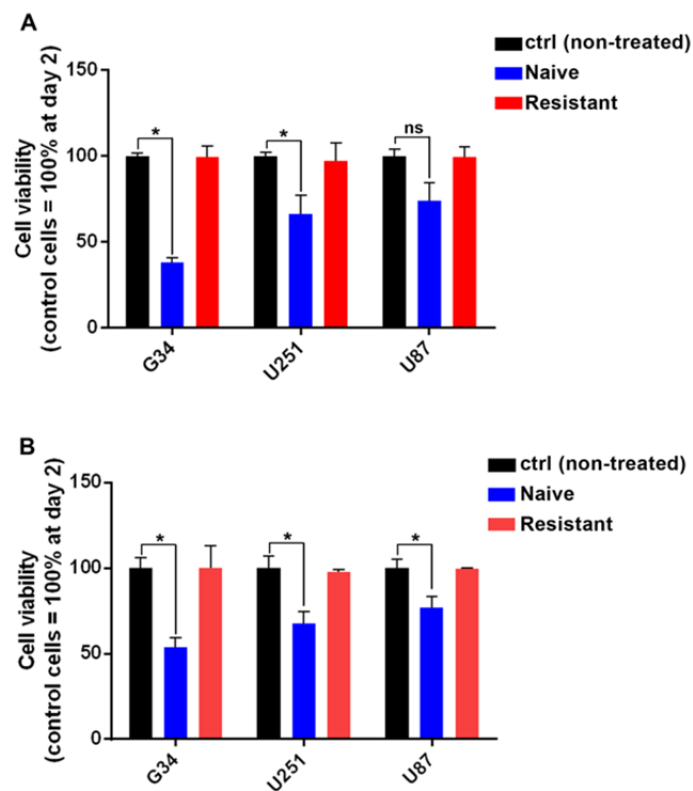 A
ctrl (non-treated)
Naive
Resistant
Cell viability
(control cells = 100% at day 2)
150
100
50
0
*
*
ns
G34
U251
U87
B
ctrl (non-treated)
Naive
Resistant
Cell viability
(control cells = 100% at day 2)
150
100
50
0
*
*
*
G34
U251
U87